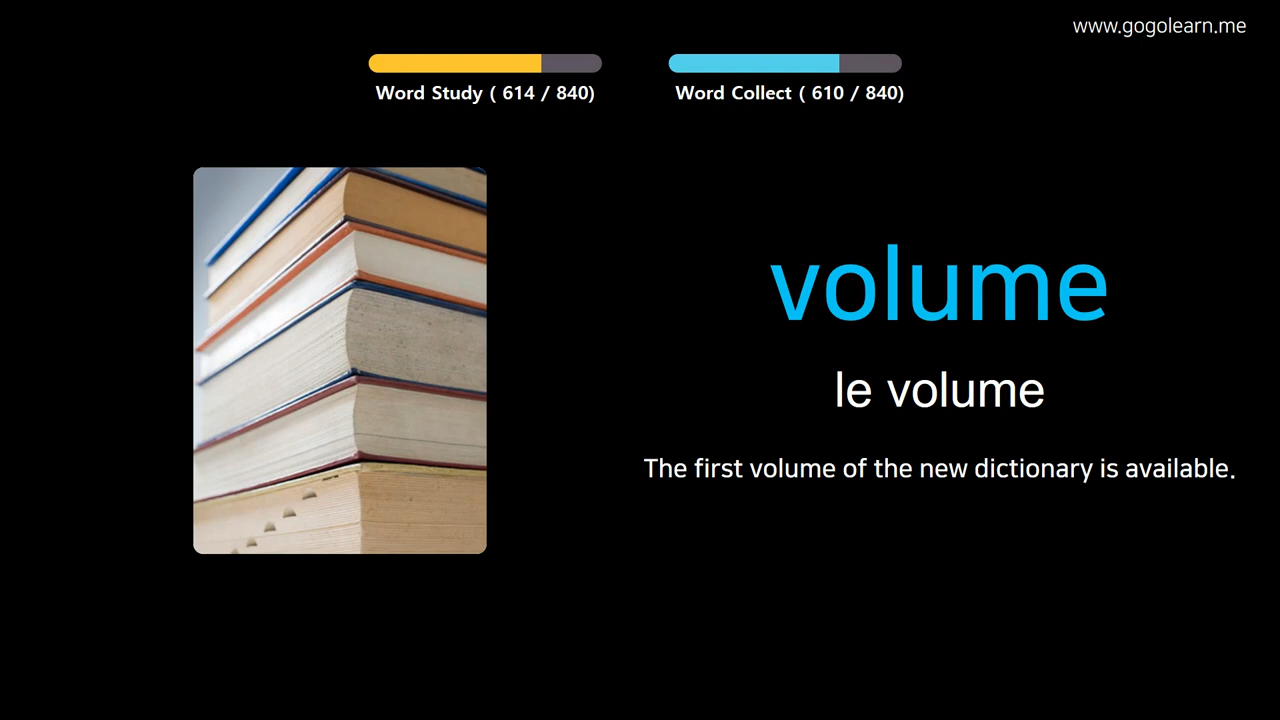 www.gogolearn.me
Word Study ( 614 / 840)
Word Collect ( 610 / 840)
volume
le volume
The first volume of the new dictionary is available.